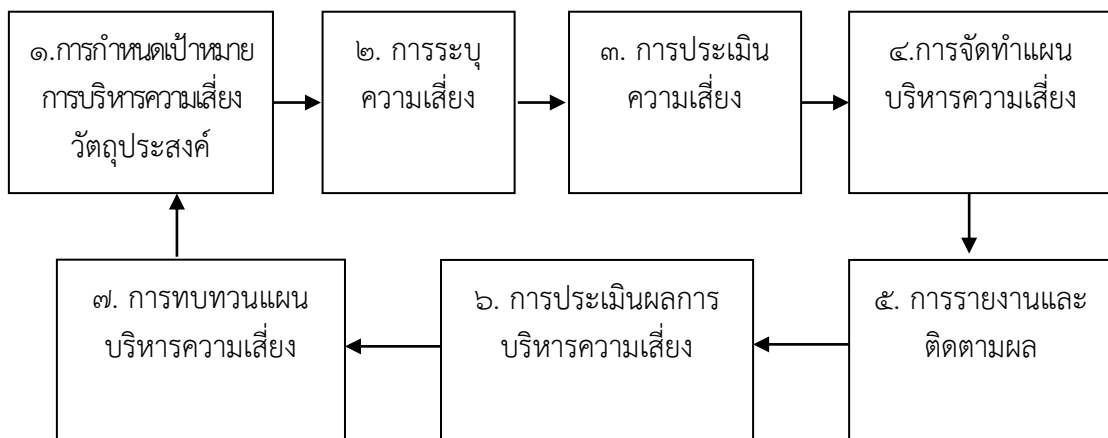 ๑.การกำหนดเป้าหมาย
การบริหารความเสี่ยง
วัตถุประสงค์
๒. การระบุ
ความเสี่ยง
๓. การประเมิน
ความเสี่ยง
๔.การจัดทำแผน
บริหารความเสี่ยง
๕. การรายงานและ
ติดตามผล
๖. การประเมินผลการ
บริหารความเสี่ยง
๗. การทบทวนแผน
บริหารความเสี่ยง